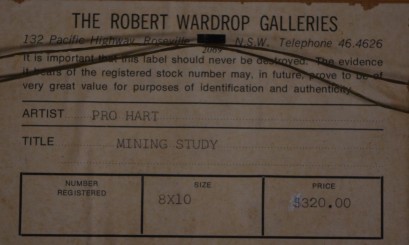 THE ROBERT WARDROP GALLERIES
132 Pacific Highway, Roseville N.S.W. Telephone 46.4626
It is important that this label should never be destroyed. The evidence
it bears of the registered stock number may, in future, prove to be of
very great value for purposes of identification and authenticity.
ARTIST PRO HART
TITLE MINING STUDY
NUMBER REGISTERED SIZE PRICE
8X10 $320.00